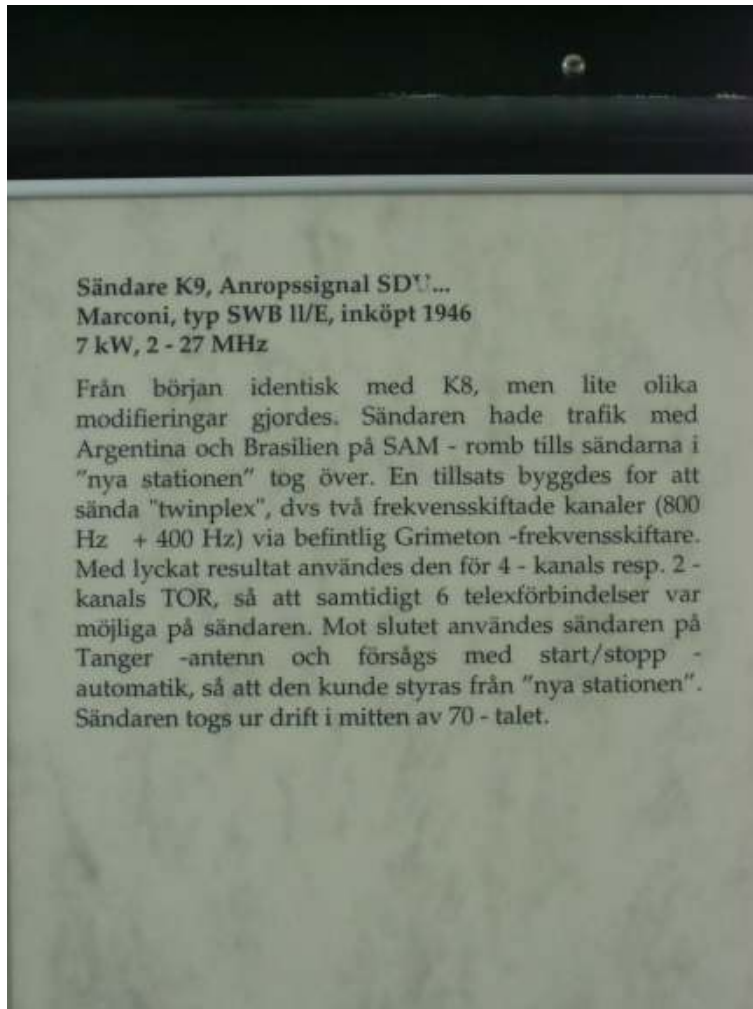 Sändare K9, Anropssignal
Marconi, typ SWB ll/E, inköpt 1946
7 kW, 2 - 27 MHz
Från början identisk med K8, men lite olika
modifieringar gjordes. Sändaren hade trafik med
Argentina och Brasilien på SAM - romb tills sändarna i
"nya stationen" tog över. En tillsats byggdes for att
sända "twinplex", dvs två frekvensskiftade kanaler (800
Hz + 400 Hz) via befintlig Grimeton -frekvensskiftare.
Med lyckat resultat användes den för 4 - kanals resp. 2 -
kanals TOR, så att samtidigt 6 telexförbindelser var
möjliga på sändaren. Mot slutet användes sändaren på
Tanger -antenn och försågs med start/stopp -
automatik, så att den kunde styras från "nya stationen".
Sändaren togs ur drift i mitten av 70 - talet.